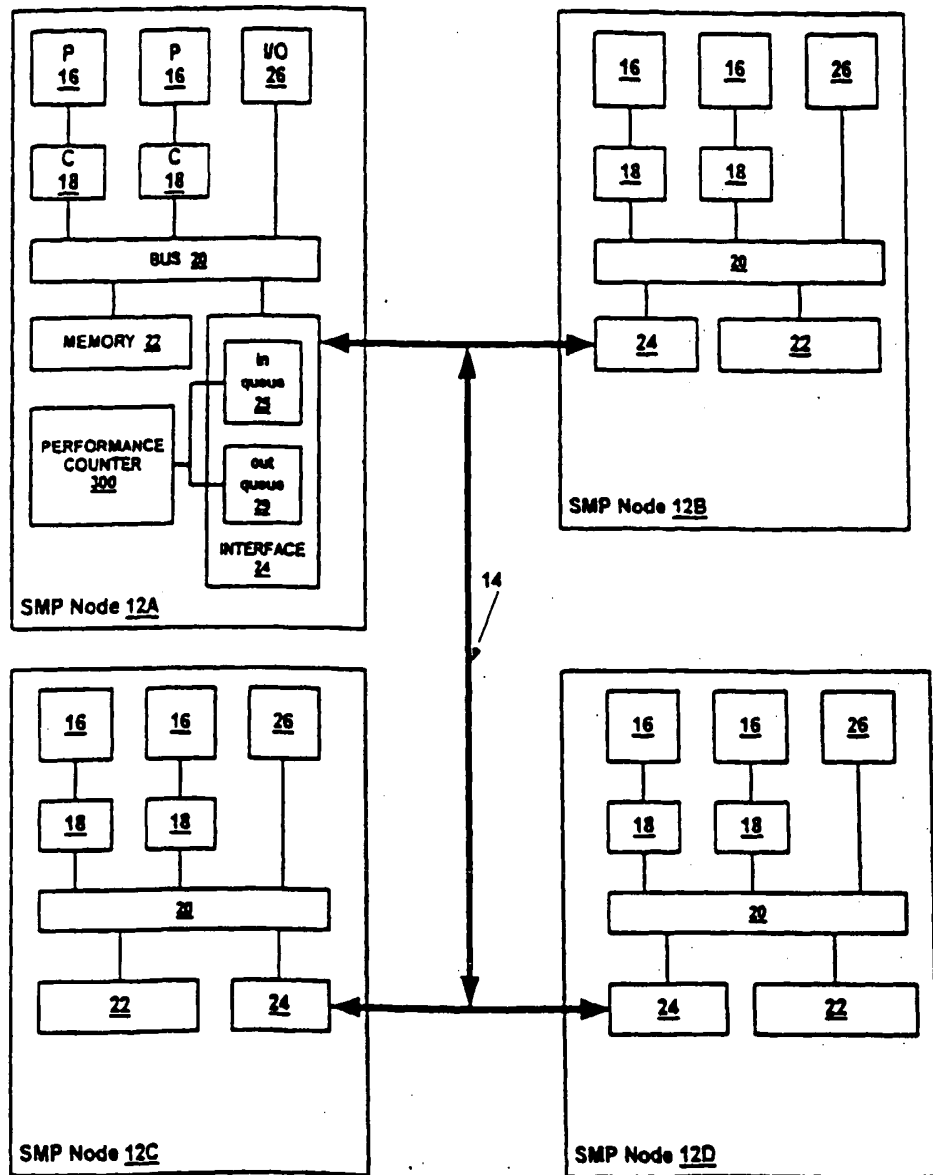 P
16
P
16
I/O
26
C
18
C
18
BUS 20
MEMORY 22
in
queue
25
PERFORMANCE
COUNTER
300
out
queue
29
INTERFACE
24
SMP Node 12A
16
16
26
18
18
20
24
22
SMP Node 12B
14
16
16
26
18
18
20
22
24
SMP Node 12C
16
16
26
18
18
20
24
22
SMP Node 12D